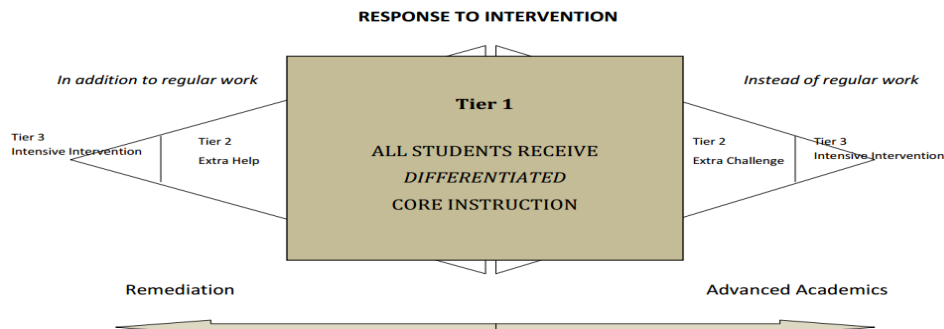 RESPONSE TO INTERVENTION
In addition to regular work
Instead of regular work
Tier 1
ALL STUDENTS RECEIVE
DIFFERENTIATED
CORE INSTRUCTION
Tier 3
Intensive Intervention
Tier 2
Extra Help
Tier 2
Extra Challenge
Tier 3
Intensive Intervention
Remediation
Advanced Academics